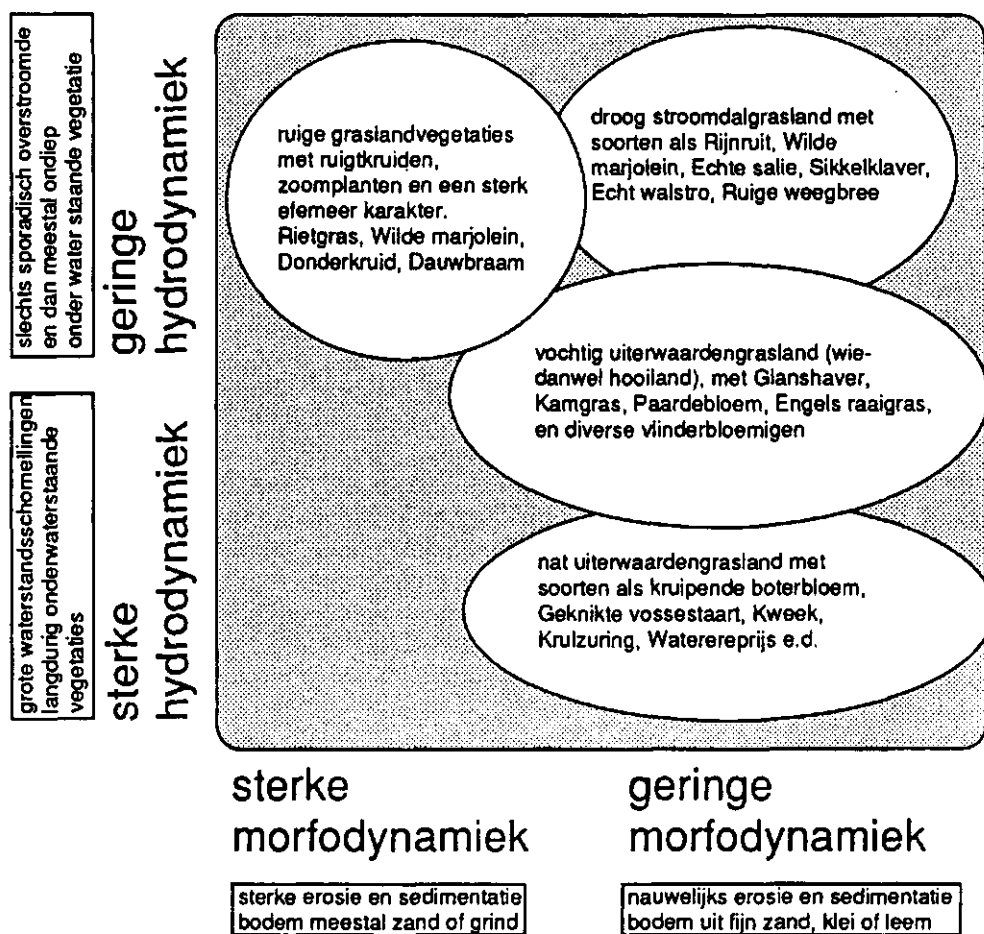 slechts sporadisch overstroomde
en dan meestal ondiep
onder water staande vegetatie
geringe
hydrodynamiek
ruige graslandvegetaties
met ruigtkruiden,
zoomplanten en een sterk
efemeer karakter.
Rietgras, Wilde marjolein,
Donderkruid, Dauwbraam
droog stroomdalgrasland met
soorten als Rijnruit, Wilde
marjolein, Echte salie, Sikkelklaver,
Echt walstro, Ruige weegbree
vochtig uiterwaardengrasland (wie-
danwel hooiland), met Glanshaver,
Kamgras, Paardebloem, Engels raaigras,
en diverse vlinderbloemigen
grote waterstandsschomellingen
langdurig onderwaterstaande
vegetaties
sterke
hydrodynamiek
nat uiterwaardengrasland met
soorten als kruipende boterbloem,
Geknikte vossestaart, Kweek,
Krulzuring, Waterereprijs e.d.
sterke
morfodynamiek
geringe
morfodynamiek
sterke erosie en sedimentatie
bodem meestal zand of grind
nauwelijks erosie en sedimentatie
bodem uit fijn zand, klei of leem